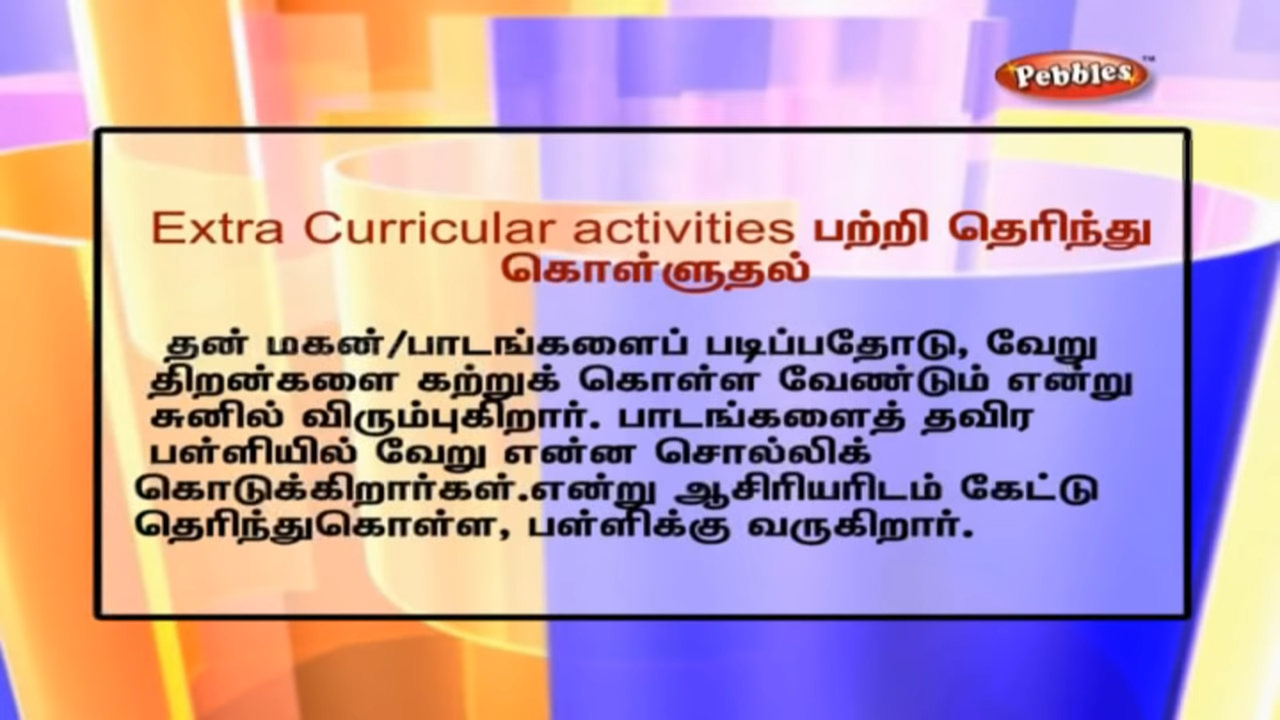 Pebbles™
Extra Curricular activities பற்றி தெரிந்து
கொள்ளுதல்
தன் மகன்/பாடங்களைப் படிப்பதோடு, வேறு
திறன்களை கற்றுக் கொள்ள வேண்டும் என்று
சுனில் விரும்புகிறார். பாடங்களைத் தவிர
பள்ளியில் வேறு என்ன சொல்லிக்
கொடுக்கிறார்கள்.என்று ஆசிரியரிடம் கேட்டு
தெரிந்துகொள்ள, பள்ளிக்கு வருகிறார்.